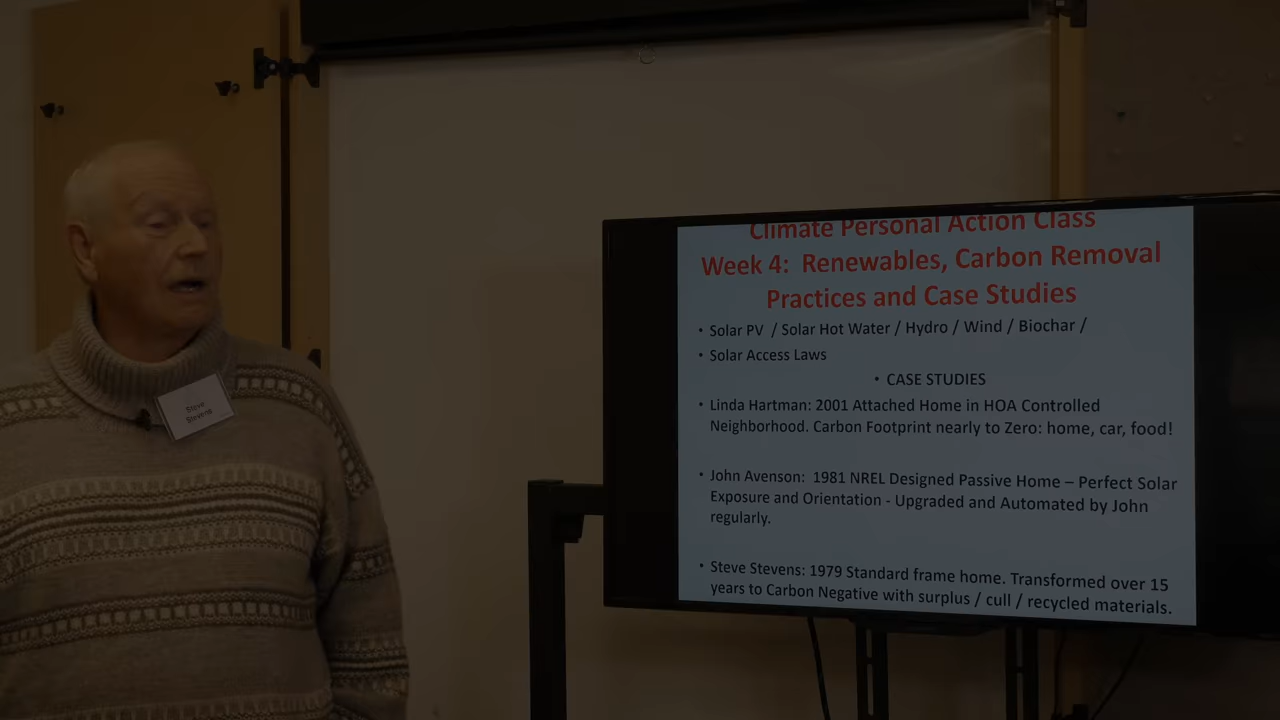 Climate Personal Action Class
Week 4: Renewables, Carbon Removal
Practices and Case Studies
• Solar PV / Solar Hot Water / Hydro / Wind / Biochar /
• Solar Access Laws
• CASE STUDIES
• Linda Hartman: 2001 Attached Home in HOA Controlled
Neighborhood. Carbon Footprint nearly to Zero: home, car, food!
• John Avenson: 1981 NREL Designed Passive Home – Perfect Solar
Exposure and Orientation - Upgraded and Automated by John
regularly.
• Steve Stevens: 1979 Standard frame home. Transformed over 15
years to Carbon Negative with surplus / cull / recycled materials.
Steve
Stevens